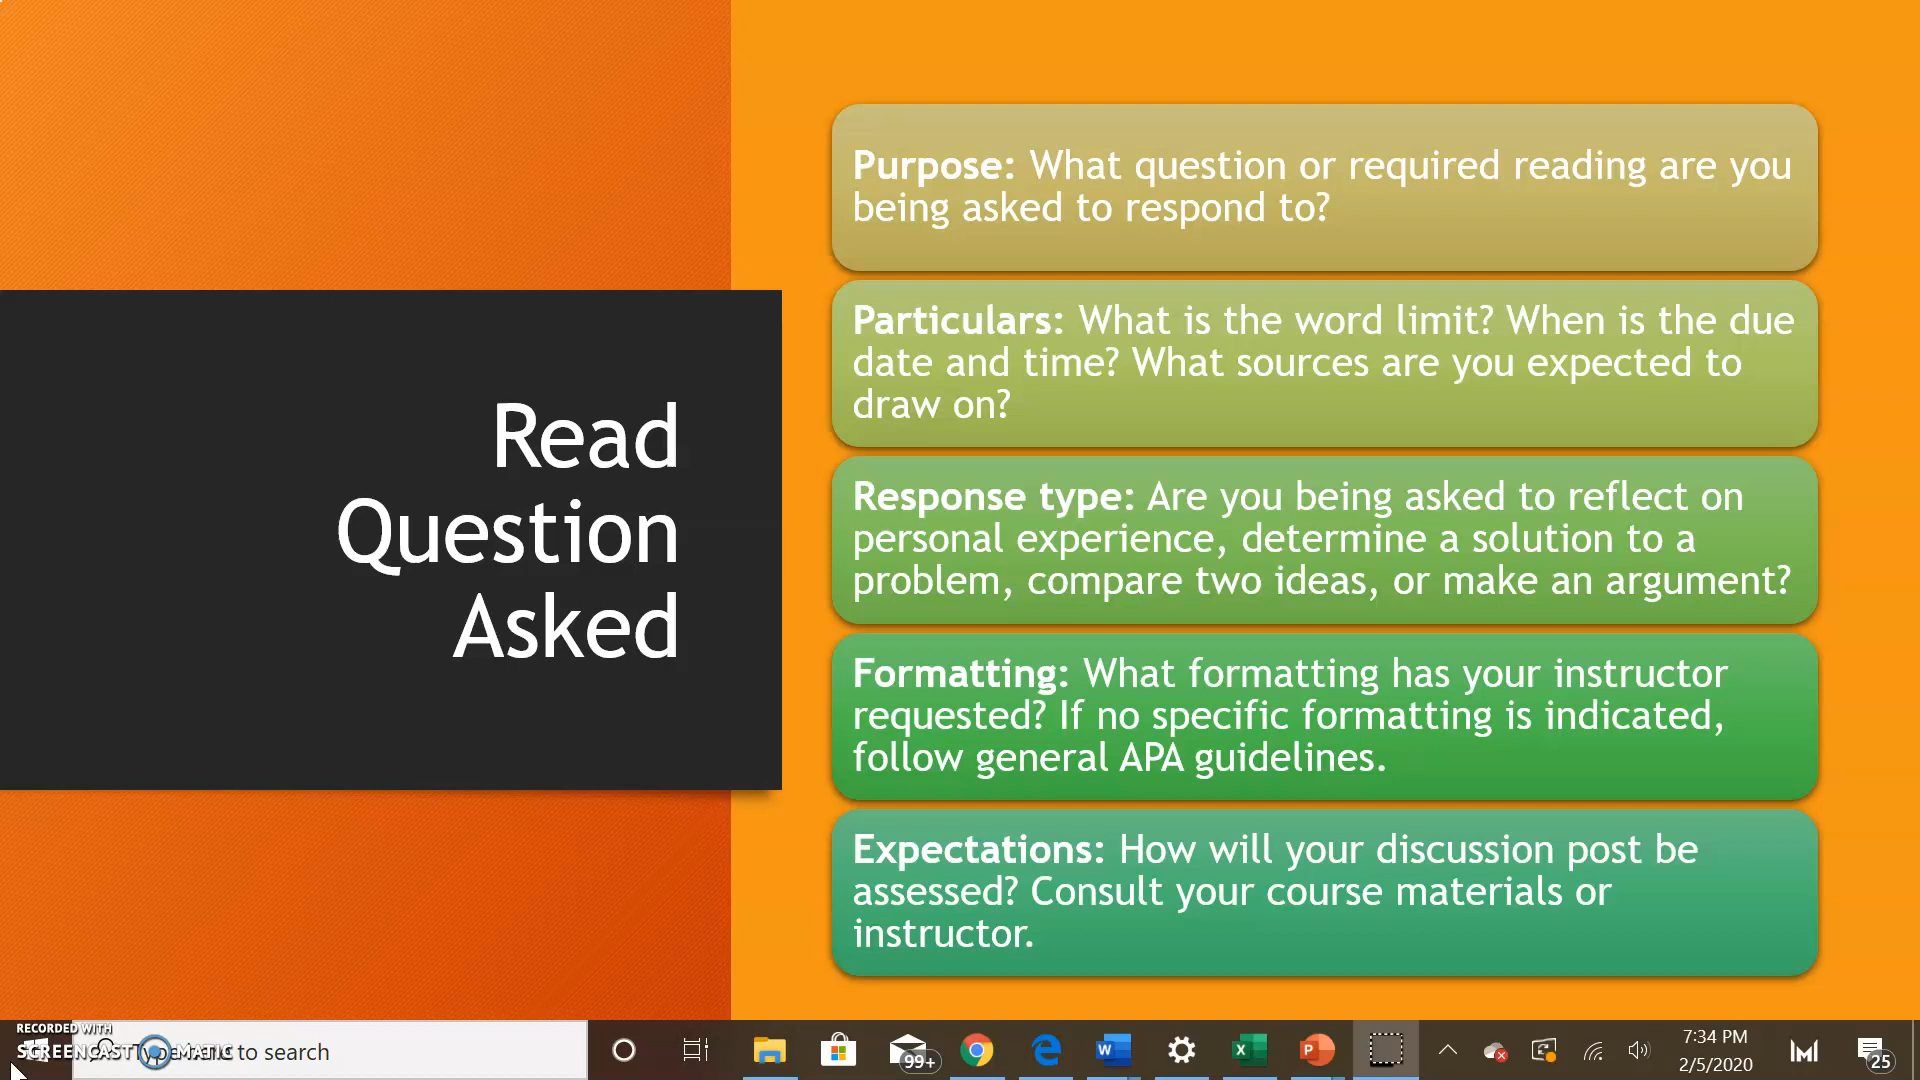 Read
Question
Asked
Purpose: What question or required reading are you
being asked to respond to?
Particulars: What is the word limit? When is the due
date and time? What sources are you expected to
draw on?
Response type: Are you being asked to reflect on
personal experience, determine a solution to a
problem, compare two ideas, or make an argument?
Formatting: What formatting has your instructor
requested? If no specific formatting is indicated,
follow general APA guidelines.
Expectations: How will your discussion post be
assessed? Consult your course materials or
instructor.
RECORDED WITH
SCREENCAST MATIC
Type here to search
99+
7:34 PM
2/5/2020
25